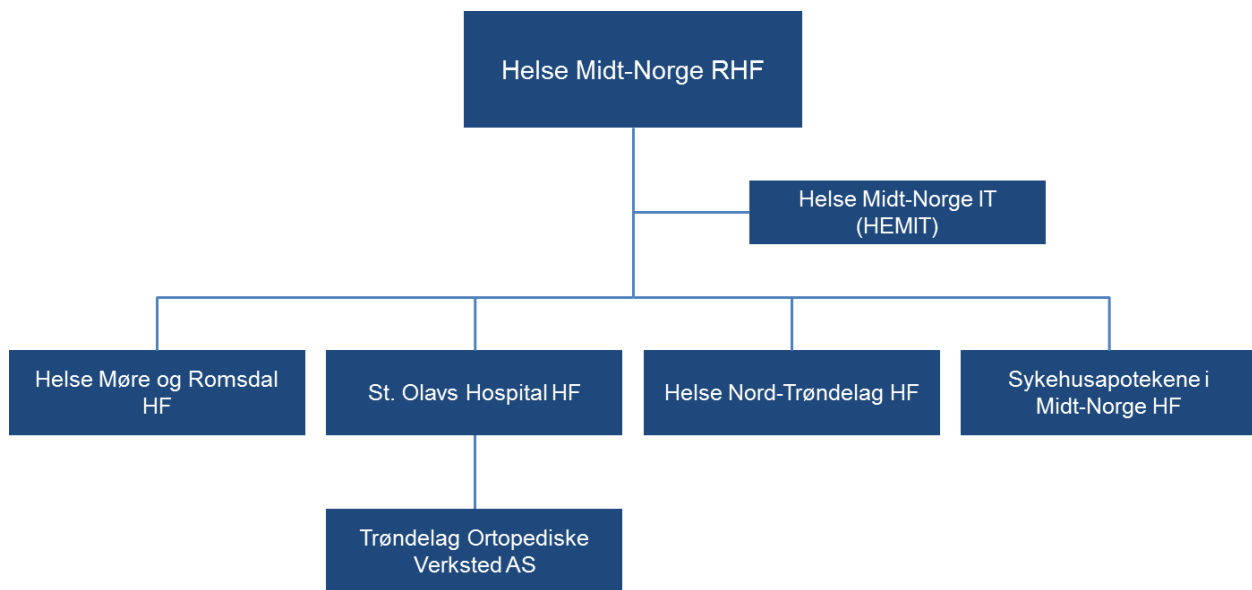 Helse Midt-Norge RHF
Helse Midt-Norge IT
(HEMIT)
Helse Møre og Romsdal
HF
St. Olavs Hospital HF
Helse Nord-Trøndelag HF
Sykehusapotekene i
Midt-Norge HF
Trøndelag Ortopediske
Verksted AS